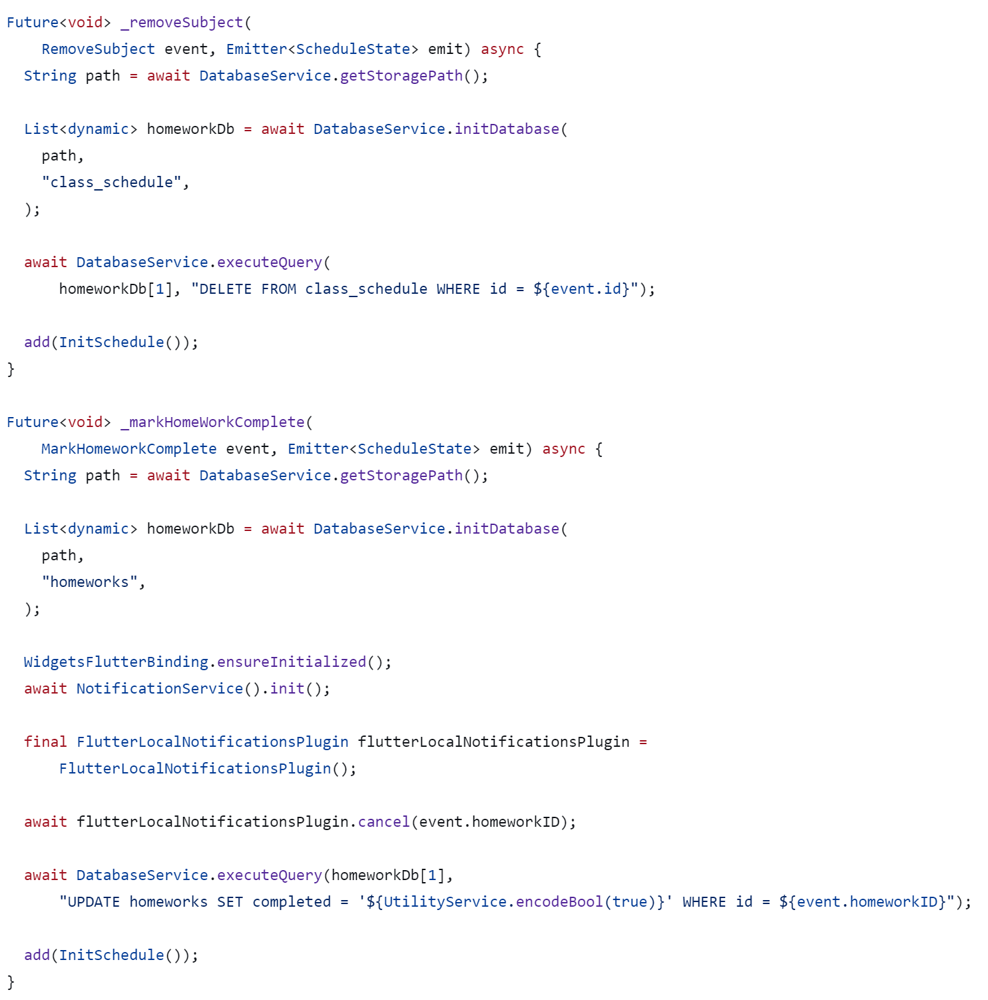 Future<void> _removeSubject(
    RemoveSubject event, Emitter<ScheduleState> emit) async {
  String path = await DatabaseService.getStoragePath();

  List<dynamic> homeworkDb = await DatabaseService.initDatabase(
    path,
    "class_schedule",
  );

  await DatabaseService.executeQuery(
      homeworkDb[1], "DELETE FROM class_schedule WHERE id = ${event.id}");

  add(InitSchedule());
}

Future<void> _markHomeWorkComplete(
    MarkHomeworkComplete event, Emitter<ScheduleState> emit) async {
  String path = await DatabaseService.getStoragePath();

  List<dynamic> homeworkDb = await DatabaseService.initDatabase(
    path,
    "homeworks",
  );

  WidgetsFlutterBinding.ensureInitialized();
  await NotificationService().init();

  final FlutterLocalNotificationsPlugin flutterLocalNotificationsPlugin =
      FlutterLocalNotificationsPlugin();

  await flutterLocalNotificationsPlugin.cancel(event.homeworkID);

  await DatabaseService.executeQuery(homeworkDb[1],
      "UPDATE homeworks SET completed = '${UtilityService.encodeBool(true)}' WHERE id = ${event.homeworkID}");

  add(InitSchedule());
}